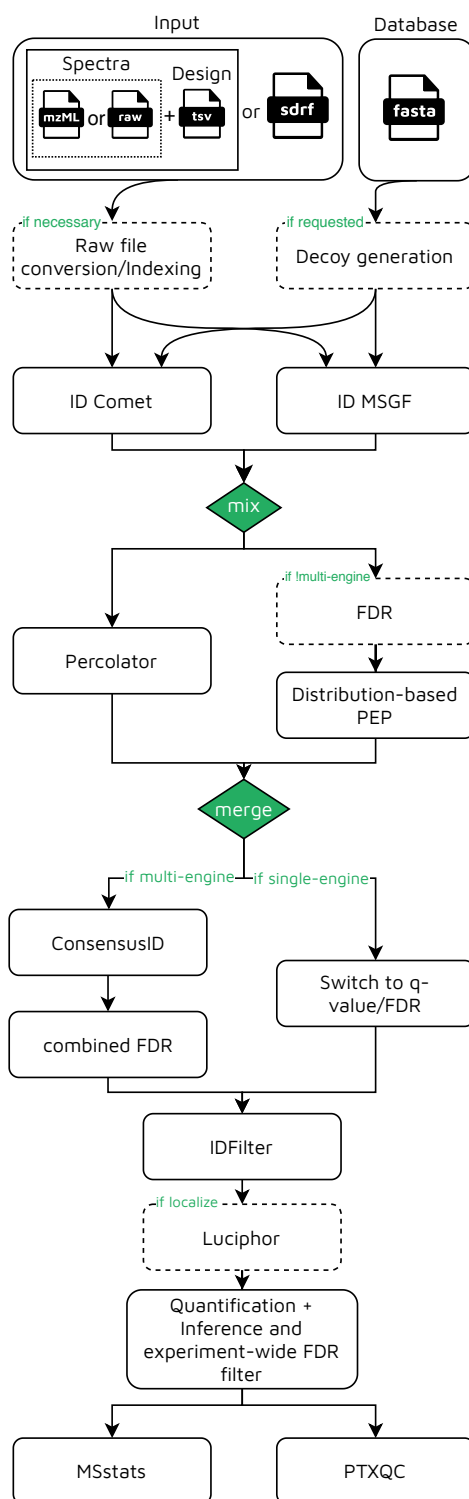 Input
Database
Spectra
Design
mzML or raw + tsv or sdrf
fasta
if necessary
Raw file
conversion/Indexing
if requested
Decoy generation
ID Comet
ID MSGF
mix
if !multi-engine
FDR
Percolator
Distribution-based
PEP
merge
if multi-engine
if single-engine
ConsensusID
Switch to q-
value/FDR
combined FDR
IDFilter
if localize
Luciphor
Quantification +
Inference and
experiment-wide FDR
filter
MSstats
PTXQC